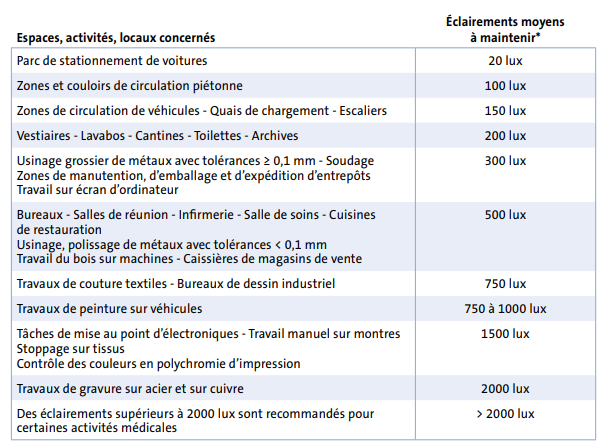 Espaces, activités, locaux concernés
Éclairements moyens
à maintenir*
Parc de stationnement de voitures
20 lux
Zones et couloirs de circulation piétonne
100 lux
Zones de circulation de véhicules - Quais de chargement - Escaliers
150 lux
Vestiaires - Lavabos - Cantines - Toilettes - Archives
200 lux
Usinage grossier de métaux avec tolérances ≥ 0,1 mm - Soudage
300 lux
Zones de manutention, d'emballage et d'expédition d'entrepôts
Travail sur écran d'ordinateur
Bureaux - Salles de réunion - Infirmerie - Salle de soins - Cuisines
500 lux
de restauration
Usinage, polissage de métaux avec tolérances < 0,1 mm
Travail du bois sur machines - Caissières de magasins de vente
Travaux de couture textiles - Bureaux de dessin industriel
750 lux
Travaux de peinture sur véhicules
750 à 1000 lux
Tâches de mise au point d'électroniques - Travail manuel sur montres
1500 lux
Stoppage sur tissus
Contrôle des couleurs en polychromie d'impression
Travaux de gravure sur acier et sur cuivre
2000 lux
Des éclairements supérieurs à 2000 lux sont recommandés pour
> 2000 lux
certaines activités médicales